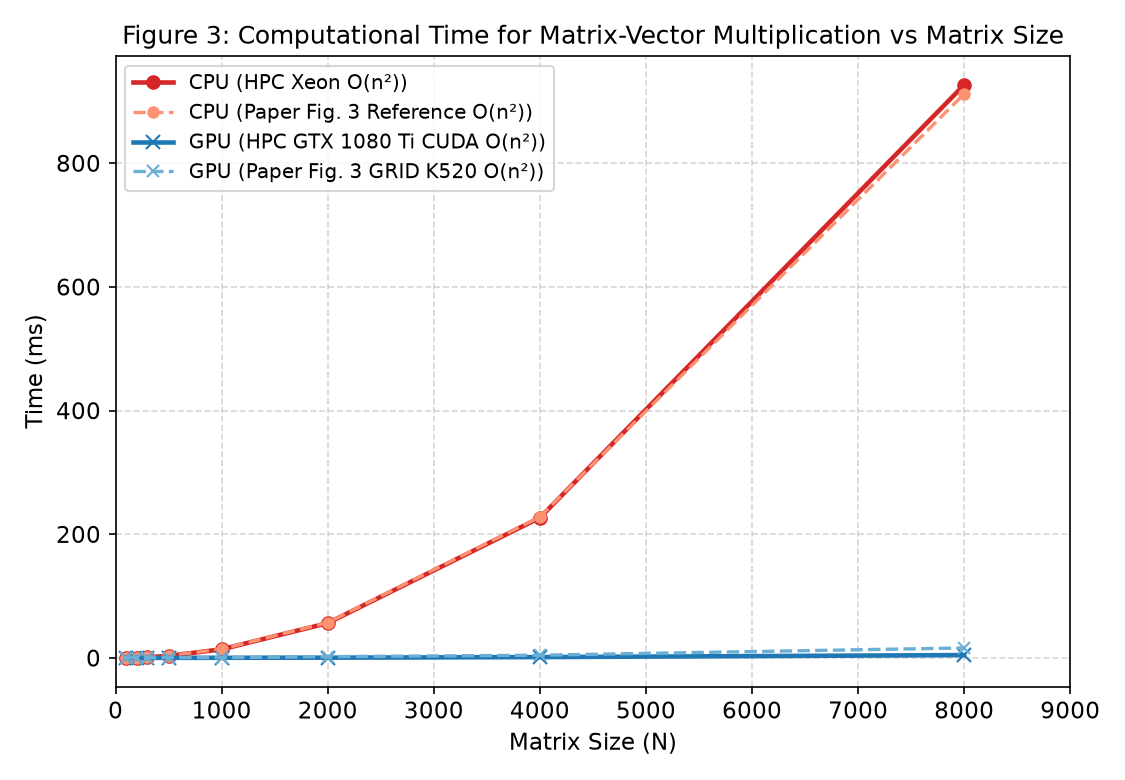 Figure 3: Computational Time for Matrix-Vector Multiplication vs Matrix Size
CPU (HPC Xeon O(n²))
CPU (Paper Fig. 3 Reference O(n²))
GPU (HPC GTX 1080 Ti CUDA O(n²))
GPU (Paper Fig. 3 GRID K520 O(n²))
Time (ms)
800
600
400
200
0
0 1000 2000 3000 4000 5000 6000 7000 8000 9000
Matrix Size (N)